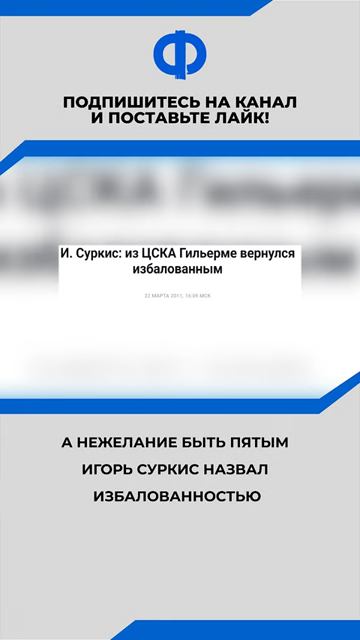 Ф
ПОДПИШИТЕСЬ НА КАНАЛ
И ПОСТАВЬТЕ ЛАЙК!
И. Суркис: из ЦСКА Гильерме вернулся
избалованным
22 МАРТА 2011, 16:09 МСК
А НЕЖЕЛАНИЕ БЫТЬ ПЯТЫМ
ИГОРЬ СУРКИС НАЗВАЛ
ИЗБАЛОВАННОСТЬЮ